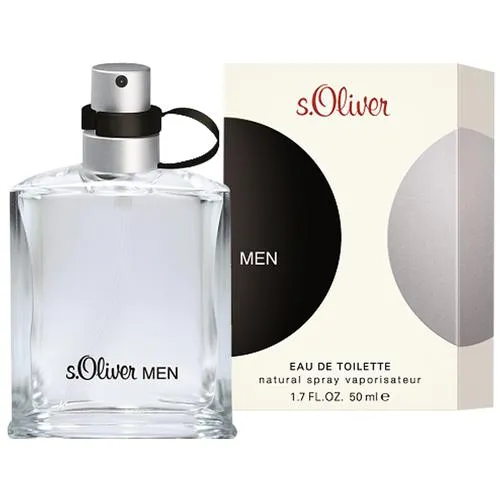 s.Oliver
MEN
s.Oliver MEN
EAU DE TOILETTE
natural spray vaporisateur
1.7 FL.OZ. 50 ml e